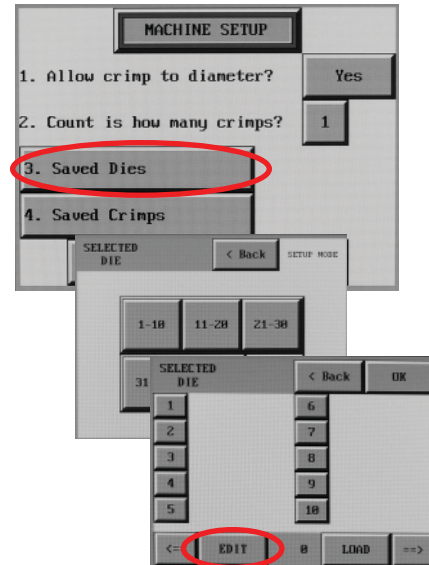 MACHINE SETUP
1. Allow crimp to diameter? Yes
2. Count is how many crimps? 1
3. Saved Dies
4. Saved Crimps
SELECTED
DIE
< Back
SETUP MODE
1-10 11-20 21-30
31
SELECTED
DIE
< Back OK
1 6
2 7
3 8
4 9
5 10
<= EDIT 0 LOAD ==>